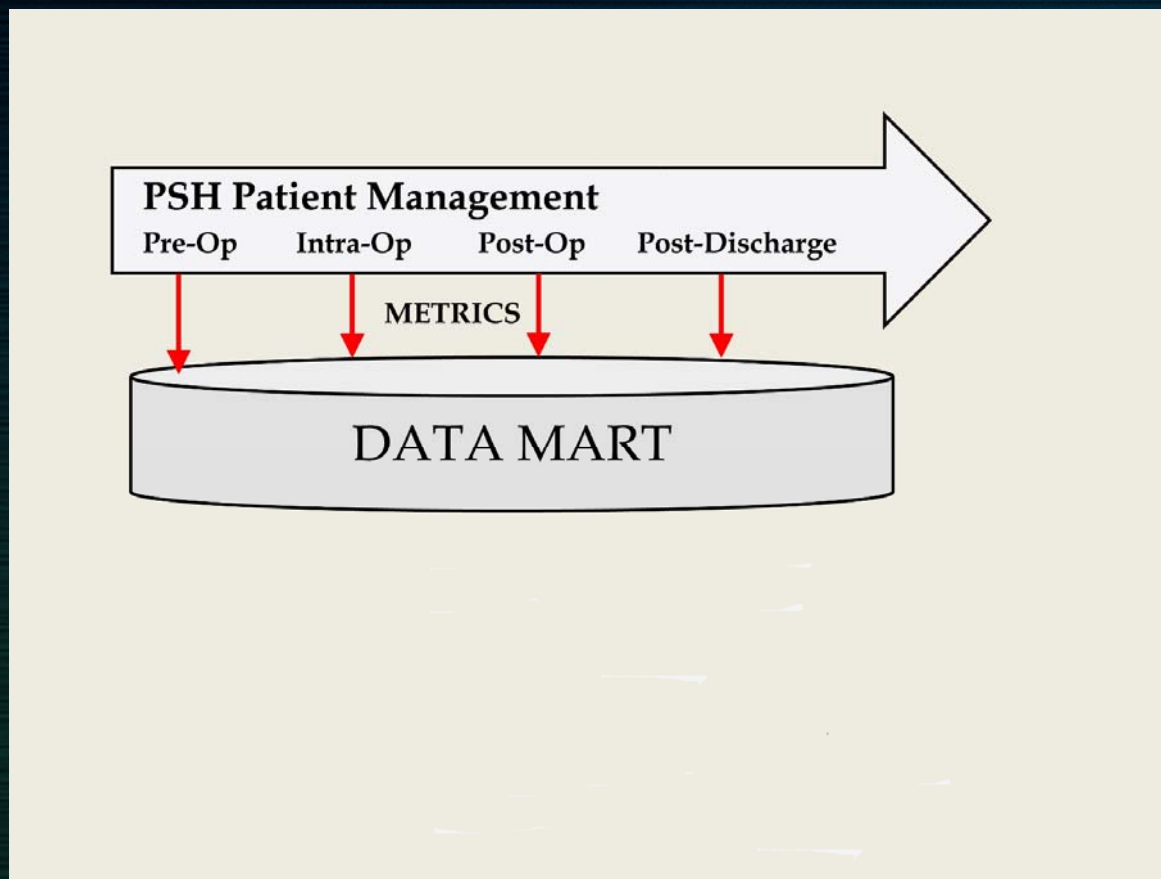 PSH Patient Management
Pre-Op Intra-Op Post-Op Post-Discharge
METRICS
DATA MART